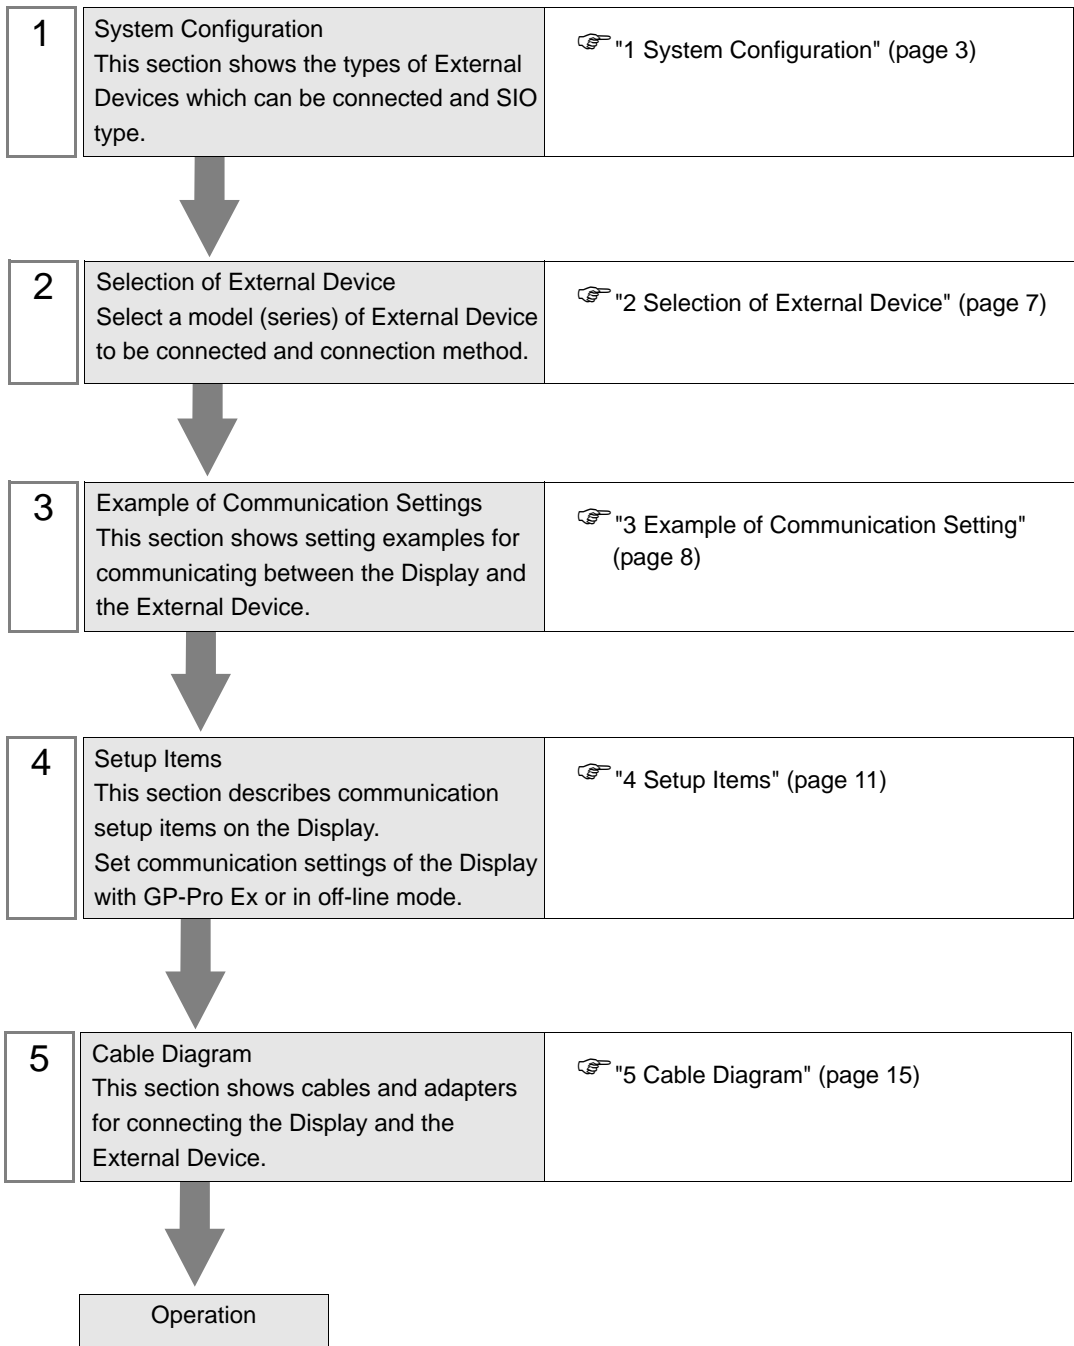 1
System Configuration
This section shows the types of External
Devices which can be connected and SIO
type.
"1 System Configuration" (page 3)
2
Selection of External Device
Select a model (series) of External Device
to be connected and connection method.
"2 Selection of External Device" (page 7)
3
Example of Communication Settings
This section shows setting examples for
communicating between the Display and
the External Device.
"3 Example of Communication Setting"
(page 8)
4
Setup Items
This section describes communication
setup items on the Display.
Set communication settings of the Display
with GP-Pro Ex or in off-line mode.
"4 Setup Items" (page 11)
5
Cable Diagram
This section shows cables and adapters
for connecting the Display and the
External Device.
"5 Cable Diagram" (page 15)
Operation